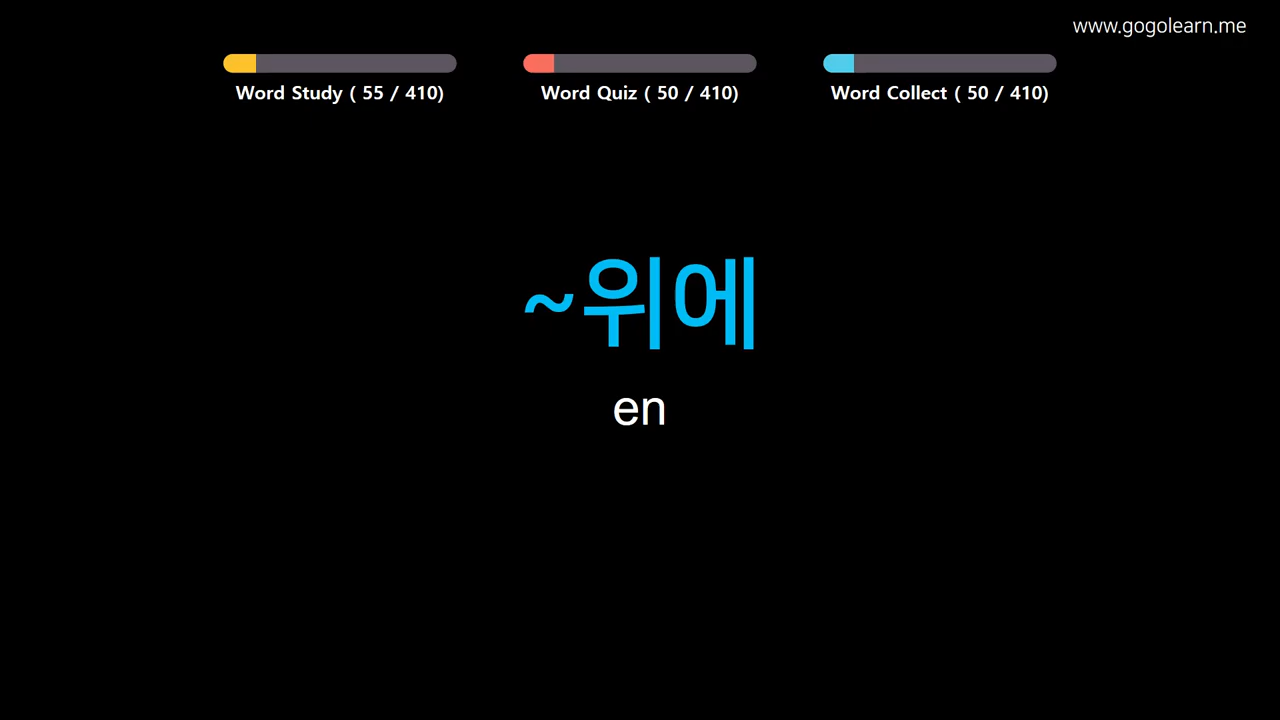 www.gogolearn.me
Word Study ( 55 / 410)
Word Quiz ( 50 / 410)
Word Collect ( 50 / 410)
~위에
en